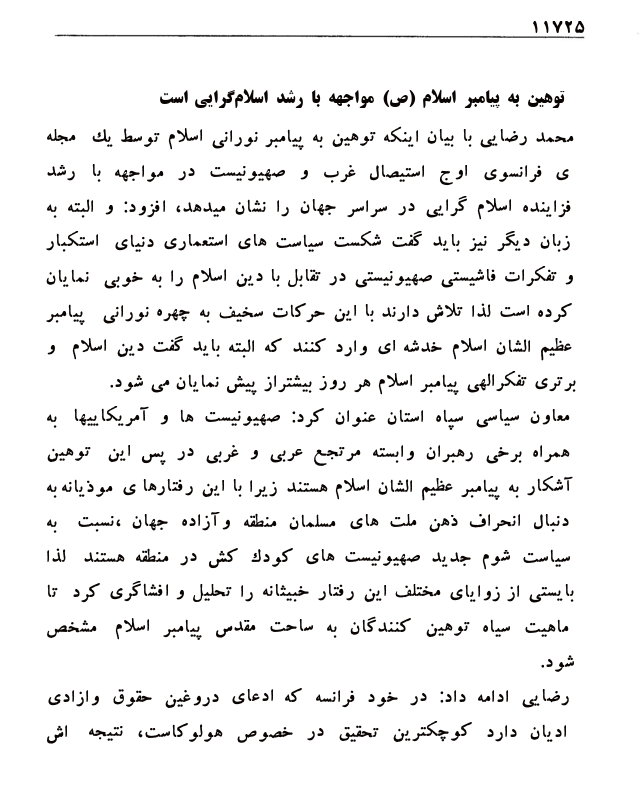 ۱۱۷۲۵
توهین به پیامبر اسلام (ص) مواجهه با رشد اسلام‌گرایی است
محمد رضایی با بیان اینکه توهین به پیامبر نورانی اسلام توسط یك مجله
ی فرانسوی اوج استیصال غرب و صهیونیست در مواجهه با رشد
فزاینده اسلام گرایی در سراسر جهان را نشان میدهد، افزود: و البته به
زبان دیگر نیز باید گفت شکست سیاست های استعماری دنیای استکبار
و تفکرات فاشیستی صهیونیستی در تقابل با دین اسلام را به خوبی نمایان
کرده است لذا تلاش دارند با این حرکات سخیف به چهره نورانی پیامبر
عظیم الشان اسلام خدشه ای وارد کنند که البته باید گفت دین اسلام و
برتری تفکرالهی پیامبر اسلام هر روز بیشتراز پیش نمایان می شود.
معاون سیاسی سپاه استان عنوان کرد: صهیونیست ها و آمریکاییها به
همراه برخی رهبران وابسته مرتجع عربی و غربی در پس این توهین
آشکار به پیامبر عظیم الشان اسلام هستند زیرا با این رفتارها ی موذیانه به
دنبال انحراف ذهن ملت های مسلمان منطقه و آزاده جهان ،نسبت به
سیاست شوم جدید صهیونیست های کودك کش در منطقه هستند لذا
بایستی از زوایای مختلف این رفتار خبیثانه را تحلیل و افشاگری کرد تا
ماهیت سیاه توهین کنندگان به ساحت مقدس پیامبر اسلام مشخص
شود.
رضایی ادامه داد: در خود فرانسه که ادعای دروغین حقوق وازادی
ادیان دارد کوچکترین تحقیق در خصوص هولوکاست، نتیجه اش